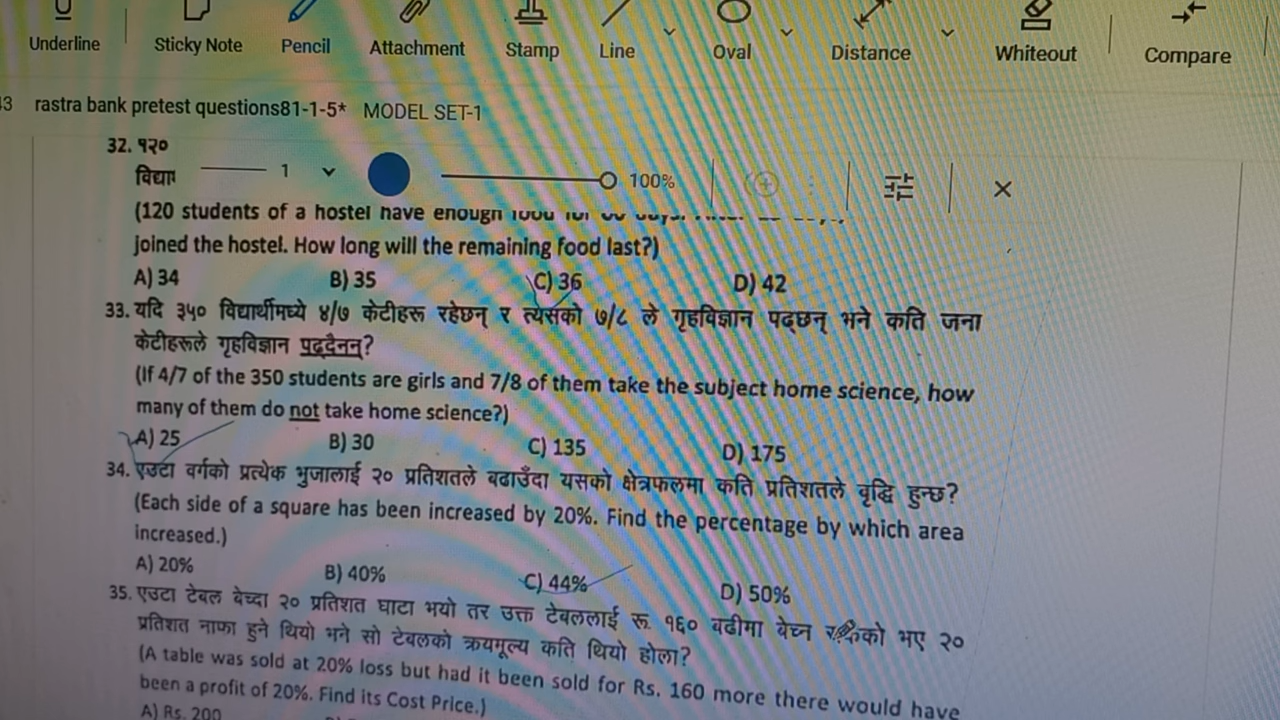 Underline Sticky Note Pencil Attachment Stamp Line Oval Distance Whiteout Compare
rastra bank pretest questions81-1-5* MODEL SET-1
32. १२०
1 100%
(120 students of a hostel have enough
joined the hostel. How long will the remaining food last?)
A) 34 B) 35 C) 36 D) 42
33. यदि ३५० विद्यार्थीमध्ये ४/७ केटीहरू रहेछन् र त्यसको ७/८ ले गृहविज्ञान पढ्छन् भने कति जना
केटीहरूले गृहविज्ञान पढ्दैनन्?
(If 4/7 of the 350 students are girls and 7/8 of them take the subject home science, how
many of them do not take home science?)
A) 25 B) 30 C) 135 D) 175
34. एउटा वर्गको प्रत्येक भुजालाई २० प्रतिशतले बढाउँदा यसको क्षेत्रफलमा कति प्रतिशतले वृद्धि हुन्छ?
(Each side of a square has been increased by 20%. Find the percentage by which area
increased.)
A) 20% B) 40% C) 44% D) 50%
35. एउटा टेबल बेच्दा २० प्रतिशत घाटा भयो तर उक्त टेबललाई रू. १६० बढीमा बेच्न भए २०
प्रतिशत नाफा हुने थियो भने सो टेबलको क्रयमूल्य कति थियो होला?
(A table was sold at 20% loss but had it been sold for Rs. 160 more there would have
been a profit of 20%. Find its Cost Price.)
A) Rs. 200